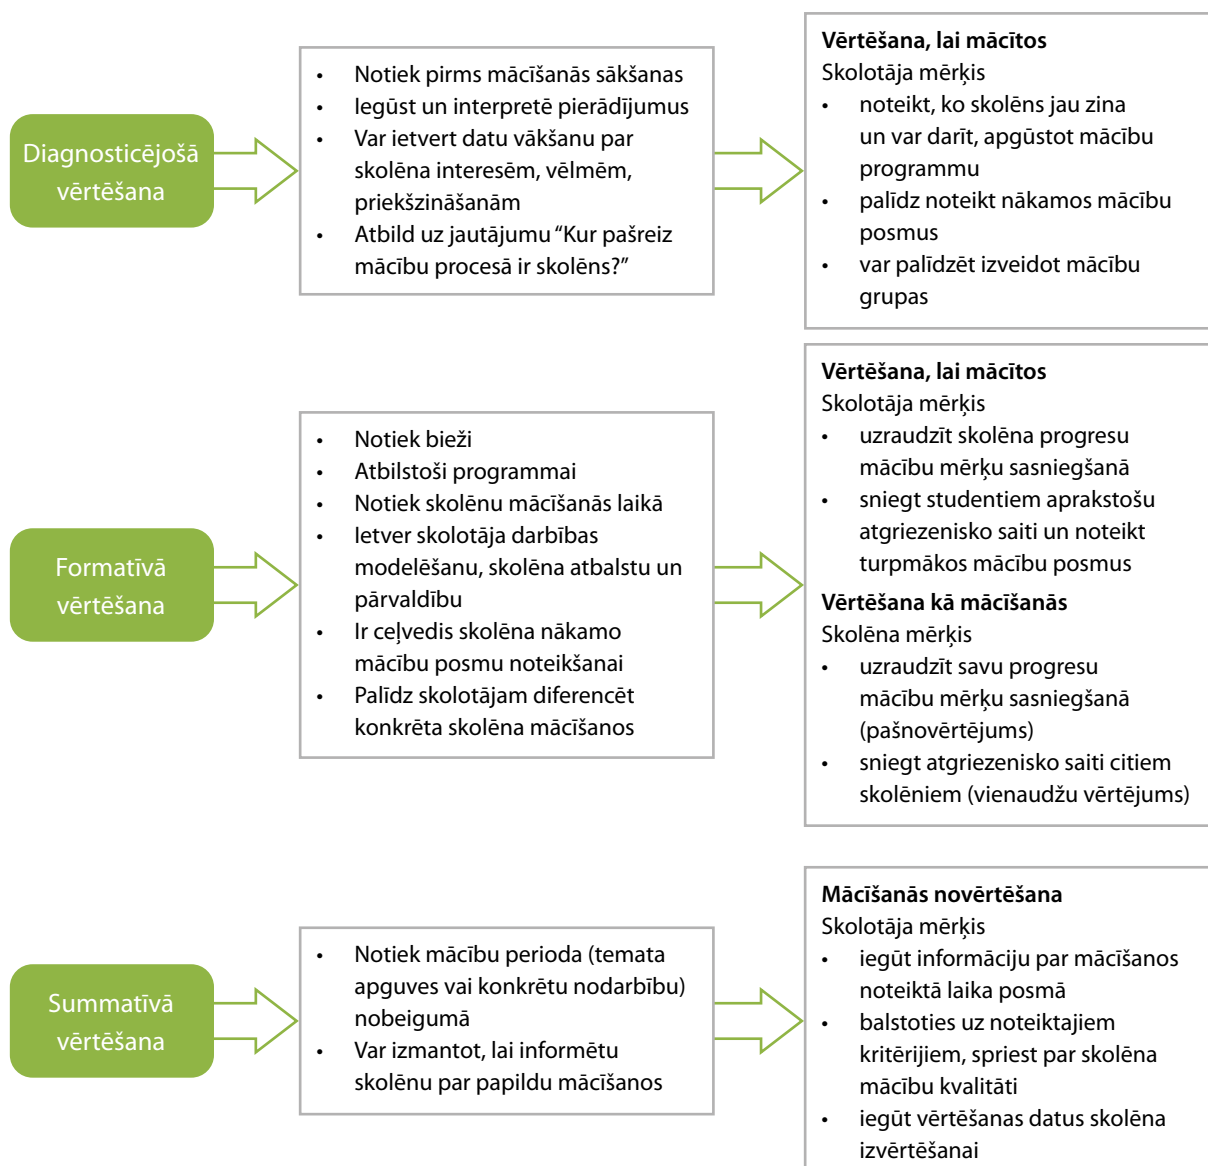 Diagnosticējošā
vērtēšana
• Notiek pirms mācīšanās sākšanas
• Iegūst un interpretē pierādījumus
• Var ietvert datu vākšanu par
skolēna interesēm, vēlmēm,
priekšzināšanām
• Atbild uz jautājumu “Kur pašreiz
mācību procesā ir skolēns?”
Vērtēšana, lai mācītos
Skolotāja mērķis
• noteikt, ko skolēns jau zina
un var darīt, apgūstot mācību
programmu
• palīdz noteikt nākamos mācību
posmus
• var palīdzēt izveidot mācību
grupas
Formatīvā
vērtēšana
• Notiek bieži
• Atbilstoši programmai
• Notiek skolēnu mācīšanās laikā
• Ietver skolotāja darbības
modelēšanu, skolēna atbalstu un
pārvaldību
• Ir ceļvedis skolēna nākamo
mācību posmu noteikšanai
• Palīdz skolotājam diferencēt
konkrēta skolēna mācīšanos
Vērtēšana, lai mācītos
Skolotāja mērķis
• uzraudzīt skolēna progresu
mācību mērķu sasniegšanā
• sniegt studentiem aprakstošu
atgriezenisko saiti un noteikt
turpmākos mācību posmus
Vērtēšana kā mācīšanās
Skolēna mērķis
• uzraudzīt savu progresu
mācību mērķu sasniegšanā
(pašnovērtējums)
• sniegt atgriezenisko saiti citiem
skolēniem (vienaudžu vērtējums)
Summatīvā
vērtēšana
• Notiek mācību perioda (temata
apguves vai konkrētu nodarbību)
nobeigumā
• Var izmantot, lai informētu
skolēnu par papildu mācīšanos
Mācīšanās novērtēšana
Skolotāja mērķis
• iegūt informāciju par mācīšanos
noteiktā laika posmā
• balstoties uz noteiktajiem
kritērijiem, spriest par skolēna
mācību kvalitāti
• iegūt vērtēšanas datus skolēna
izvērtēšanai